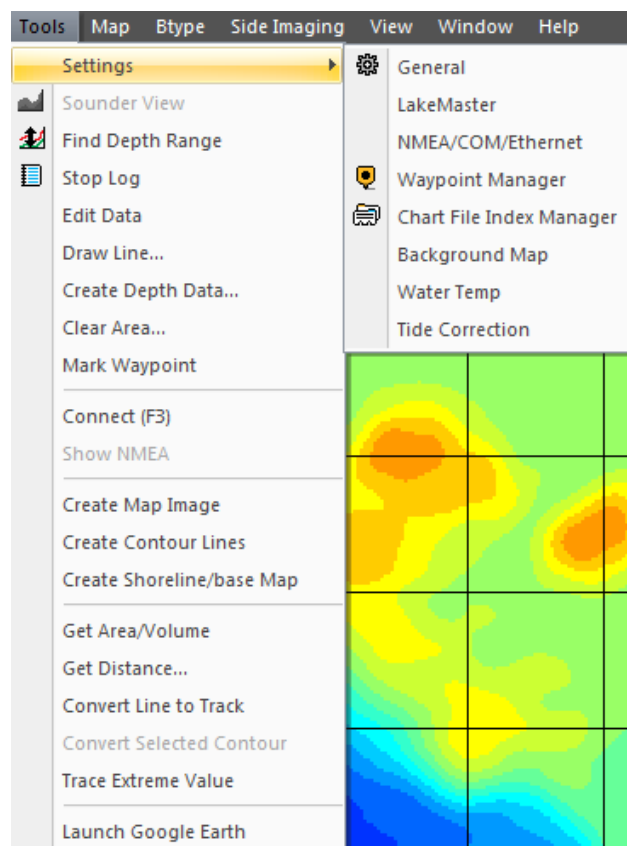 Tools Map Btype Side Imaging View Window Help
Settings
Sounder View
Find Depth Range
Stop Log
Edit Data
Draw Line...
Create Depth Data...
Clear Area...
Mark Waypoint
Connect (F3)
Show NMEA
Create Map Image
Create Contour Lines
Create Shoreline/base Map
Get Area/Volume
Get Distance...
Convert Line to Track
Convert Selected Contour
Trace Extreme Value
Launch Google Earth
General
LakeMaster
NMEA/COM/Ethernet
Waypoint Manager
Chart File Index Manager
Background Map
Water Temp
Tide Correction